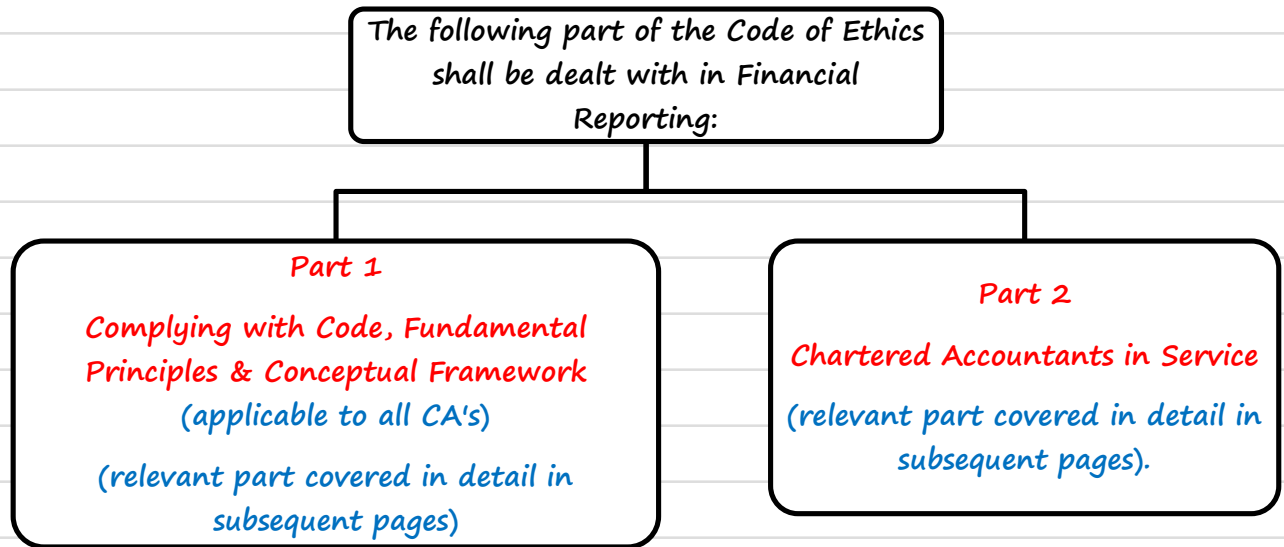 The following part of the Code of Ethics
shall be dealt with in Financial
Reporting:
Part 1
Complying with Code, Fundamental
Principles & Conceptual Framework
(applicable to all CA's)
(relevant part covered in detail in
subsequent pages)
Part 2
Chartered Accountants in Service
(relevant part covered in detail in
subsequent pages).